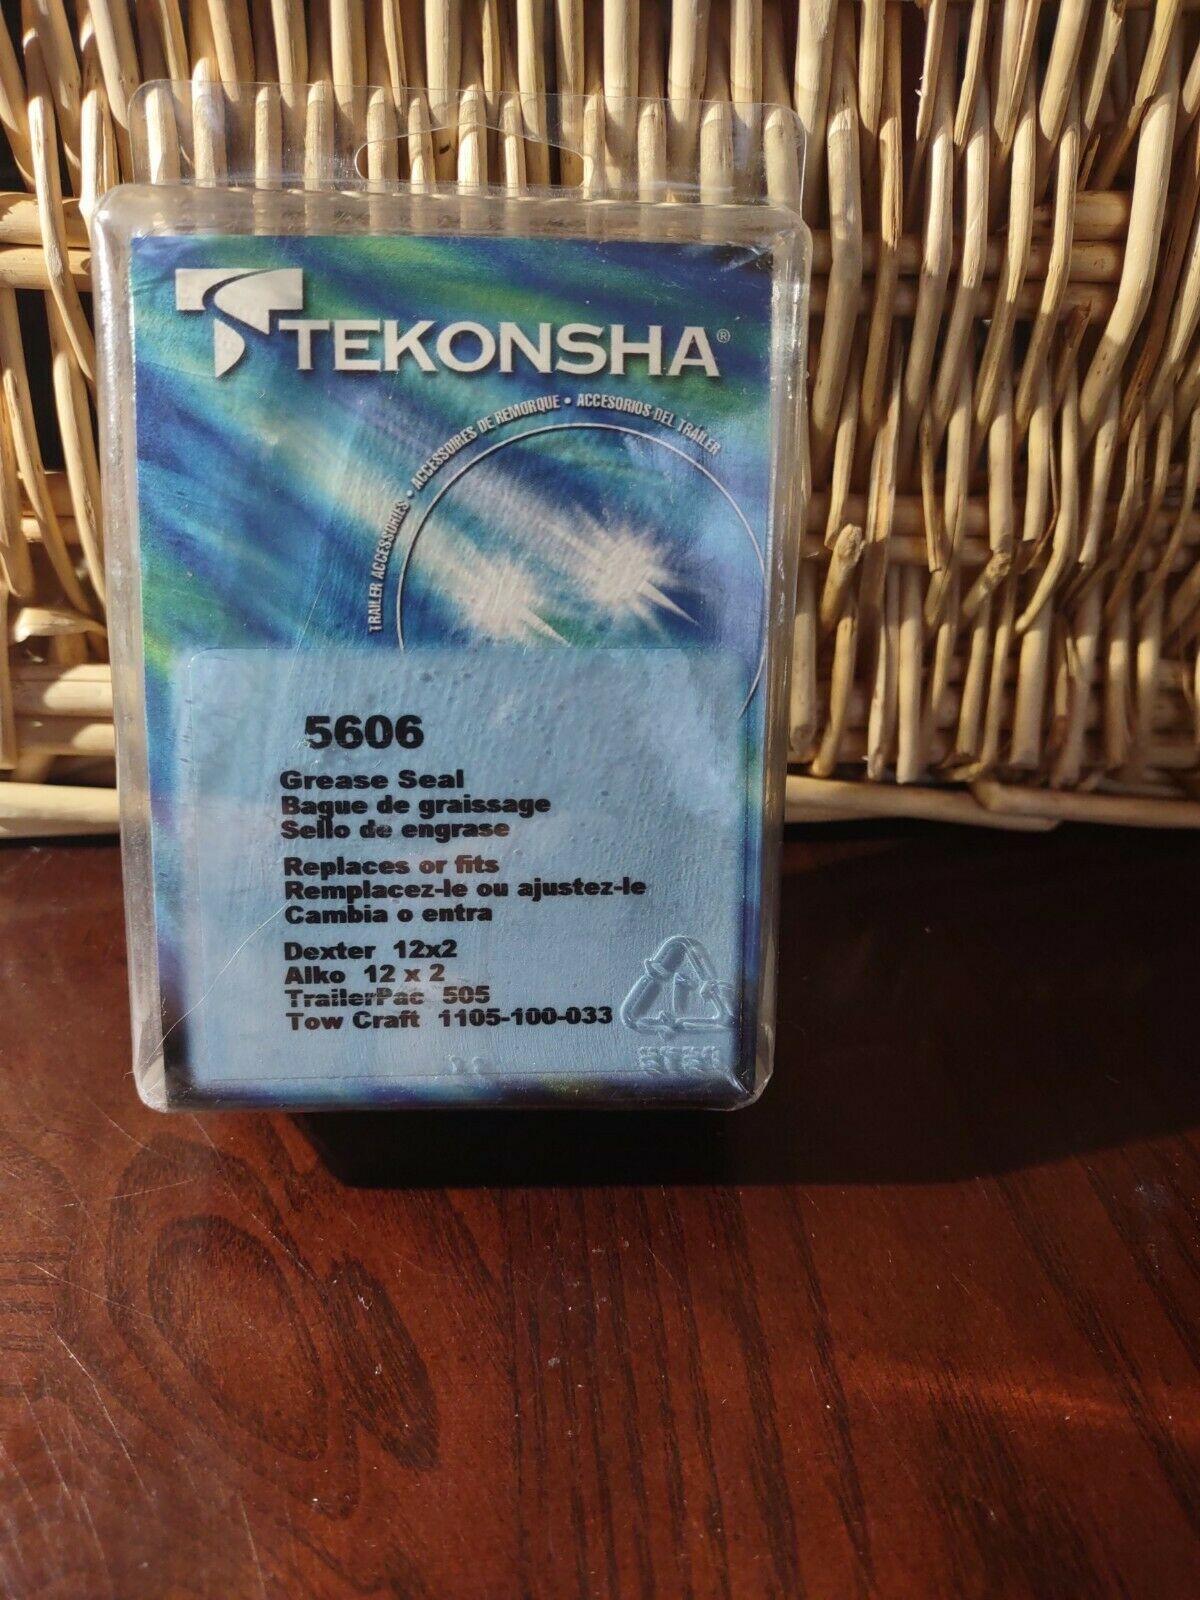 TEKONSHA®
TRAILER ACCESSORIES • ACCESSOIRES DE REMORQUE • ACCESORIOS DEL TRAILER
5606
Grease Seal
Bague de graissage
Sello de engrase
Replaces or fits
Remplacez-le ou ajustez-le
Cambia o entra
Dexter 12x2
Alko 12 x 2
TrailerPac 505
Tow Craft 1105-100-033